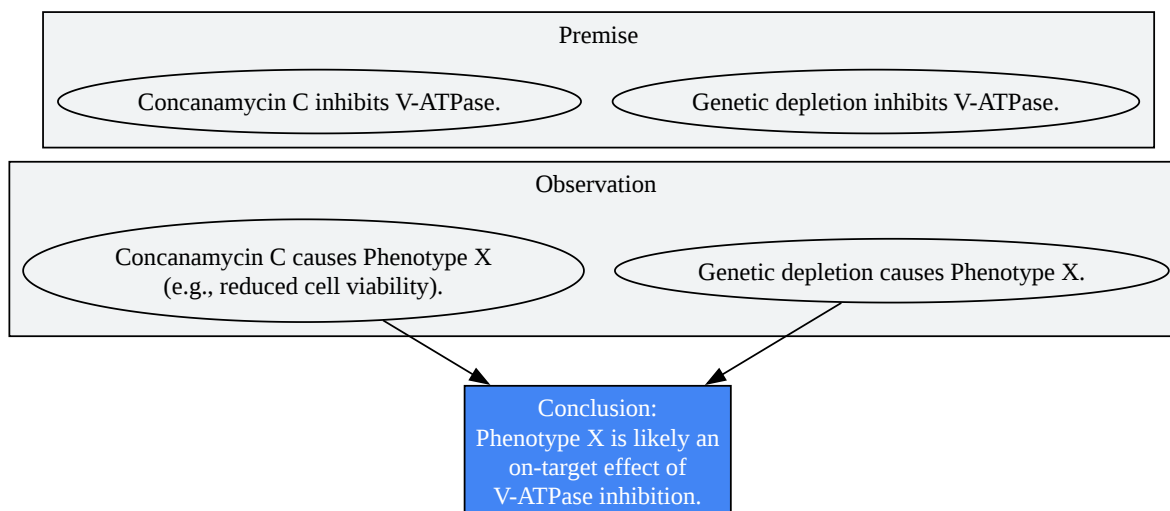 Premise
Concanamycin C inhibits V-ATPase.
Genetic depletion inhibits V-ATPase.
Observation
Concanamycin C causes Phenotype X
(e.g., reduced cell viability).
Genetic depletion causes Phenotype X.
Conclusion:
Phenotype X is likely an
on-target effect of
V-ATPase inhibition.